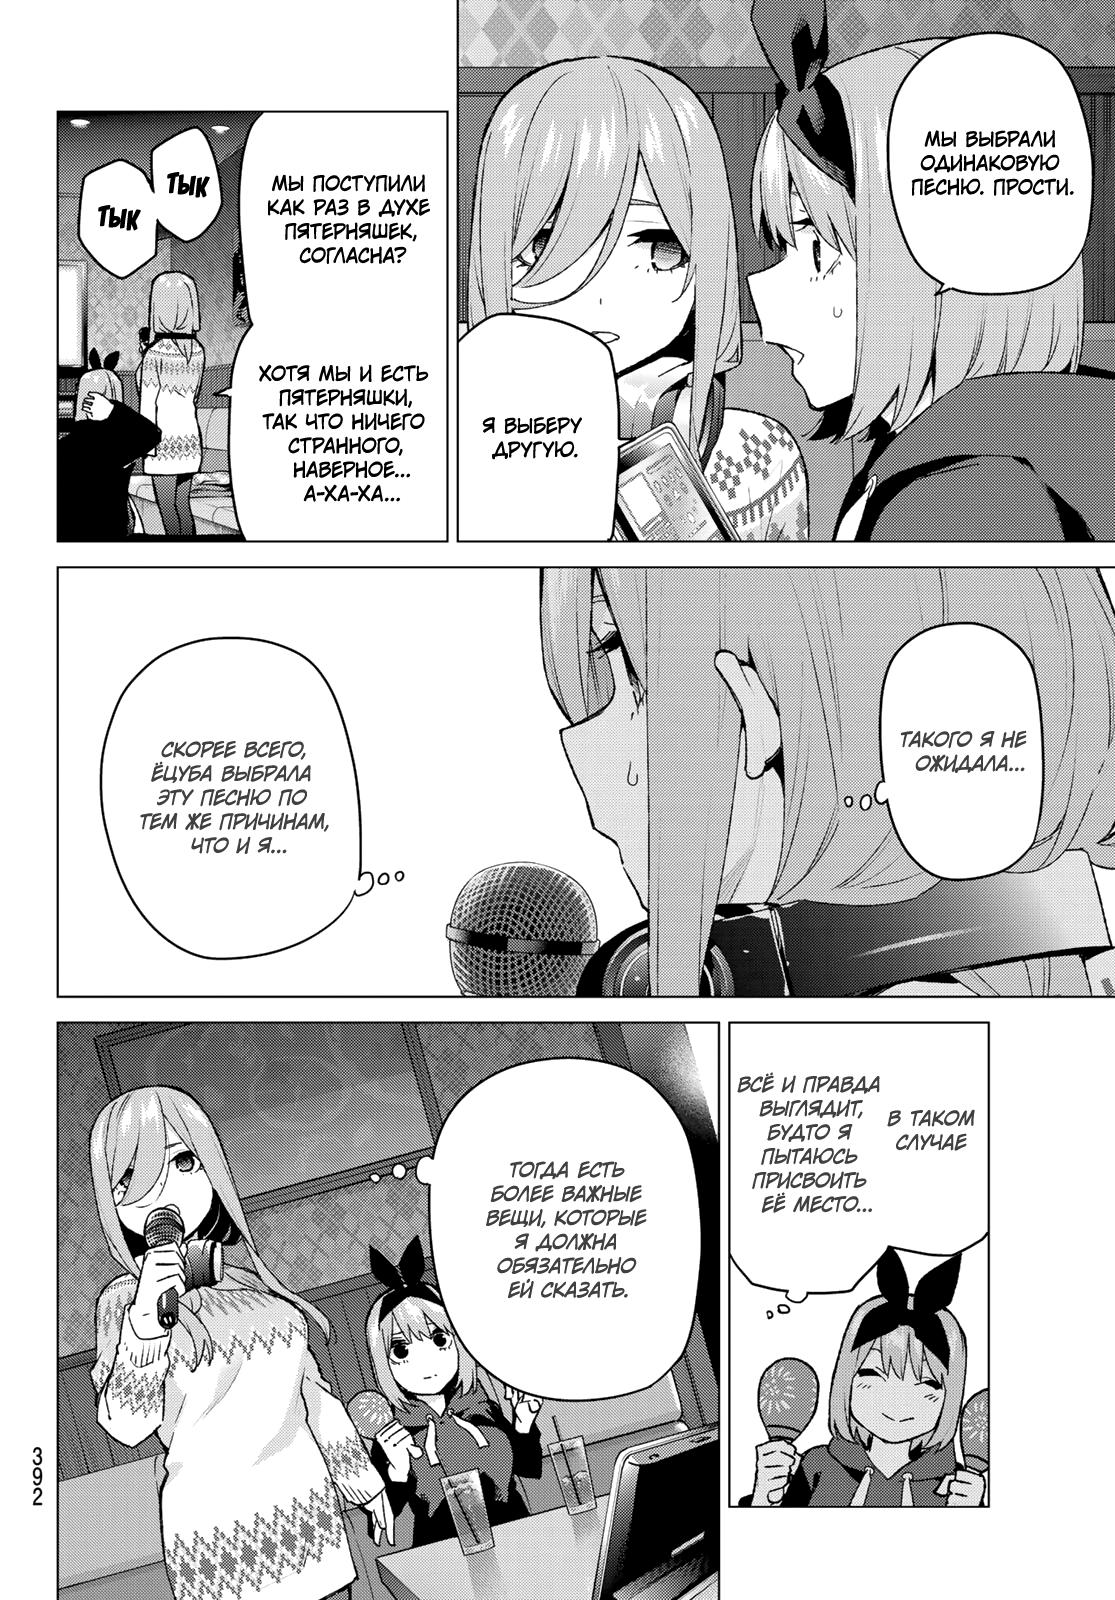 МЫ ВЫБРАЛИ
ОДИНАКОВУЮ
ПЕСНЮ. ПРОСТИ.
Я ВЫБЕРУ
ДРУГУЮ.
МЫ ПОСТУПИЛИ
КАК РАЗ В ДУХЕ
ПЯТЕРНЯШЕК,
СОГЛАСНА?
ХОТЯ МЫ И ЕСТЬ
ПЯТЕРНЯШКИ,
ТАК ЧТО НИЧЕГО
СТРАННОГО,
НАВЕРНОЕ...
А-ХА-ХА...
ТЫК
ТЫК
ТАКОГО Я НЕ
ОЖИДАЛА...
СКОРЕЕ ВСЕГО,
ЁЦУБА ВЫБРАЛА
ЭТУ ПЕСНЮ ПО
ТЕМ ЖЕ ПРИЧИНАМ,
ЧТО И Я...
В ТАКОМ
СЛУЧАЕ
ВСЁ И ПРАВДА
ВЫГЛЯДИТ,
БУДТО Я
ПЫТАЮСЬ
ПРИСВОИТЬ
ЕЁ МЕСТО...
ТОГДА ЕСТЬ
БОЛЕЕ ВАЖНЫЕ
ВЕЩИ, КОТОРЫЕ
Я ДОЛЖНА
ОБЯЗАТЕЛЬНО
ЕЙ СКАЗАТЬ.
392